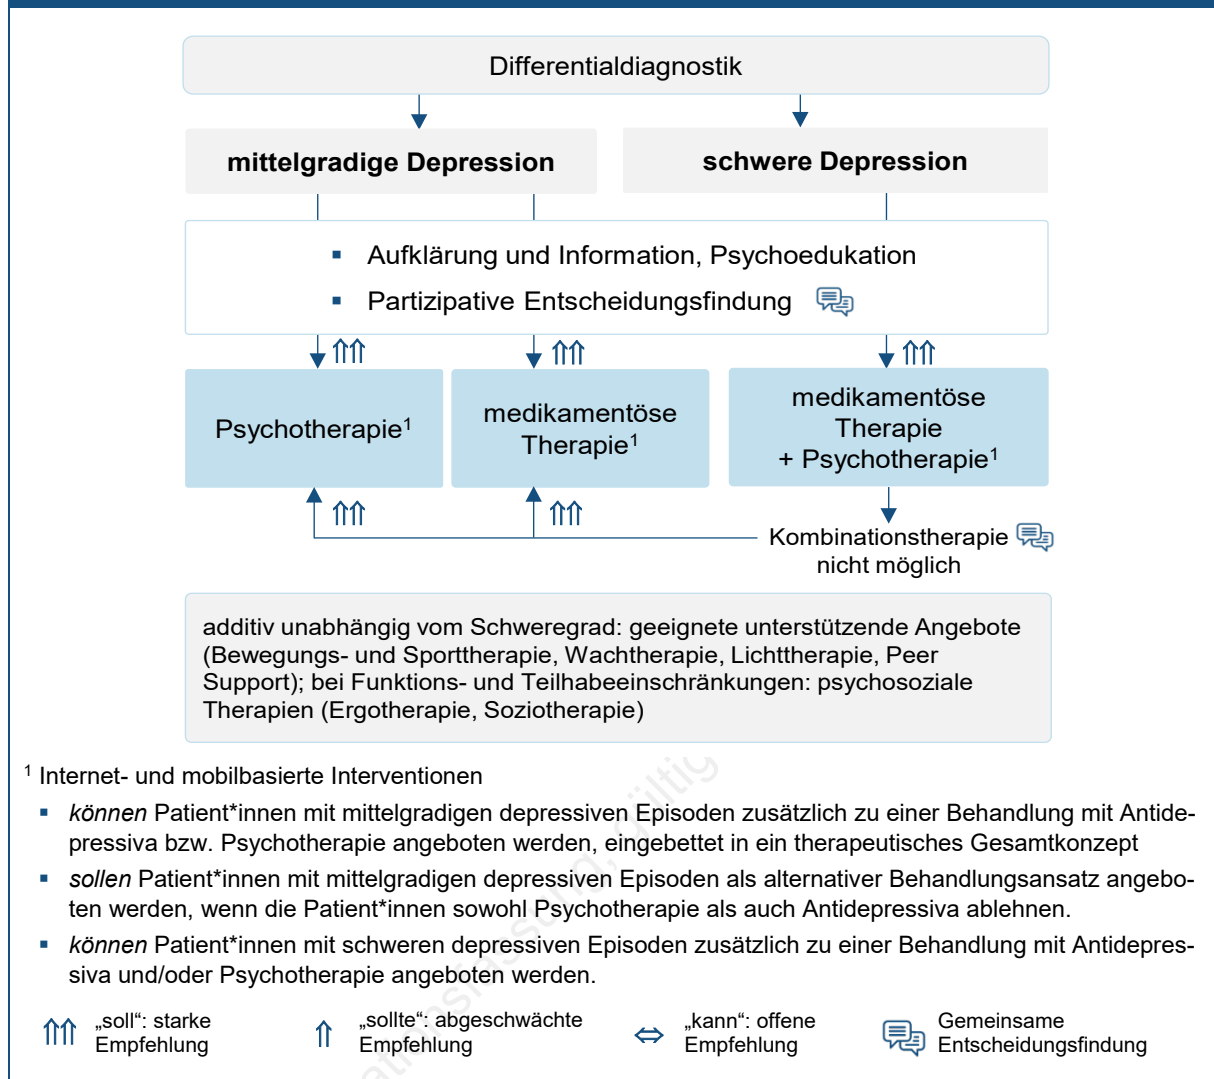 Differentialdiagnostik
mittelgradige Depression
schwere Depression
▪ Aufklärung und Information, Psychoedukation
▪ Partizipative Entscheidungsfindung
⇑⇑
⇑⇑
⇑⇑
Psychotherapie¹
medikamentöse
Therapie¹
medikamentöse
Therapie
+ Psychotherapie¹
⇑⇑
⇑⇑
Kombinationstherapie
nicht möglich
additiv unabhängig vom Schweregrad: geeignete unterstützende Angebote
(Bewegungs- und Sporttherapie, Wachtherapie, Lichttherapie, Peer
Support); bei Funktions- und Teilhabeeinschränkungen: psychosoziale
Therapien (Ergotherapie, Soziotherapie)
¹ Internet- und mobilbasierte Interventionen
▪ können Patient*innen mit mittelgradigen depressiven Episoden zusätzlich zu einer Behandlung mit Antide-
pressiva bzw. Psychotherapie angeboten werden, eingebettet in ein therapeutisches Gesamtkonzept
▪ sollen Patient*innen mit mittelgradigen depressiven Episoden als alternativer Behandlungsansatz angebo-
ten werden, wenn die Patient*innen sowohl Psychotherapie als auch Antidepressiva ablehnen.
▪ können Patient*innen mit schweren depressiven Episoden zusätzlich zu einer Behandlung mit Antidepres-
siva und/oder Psychotherapie angeboten werden.
⇑⇑ „soll“: starke
Empfehlung
⇑ „sollte“: abgeschwächte
Empfehlung
⇔ „kann“: offene
Empfehlung
Gemeinsame
Entscheidungsfindung